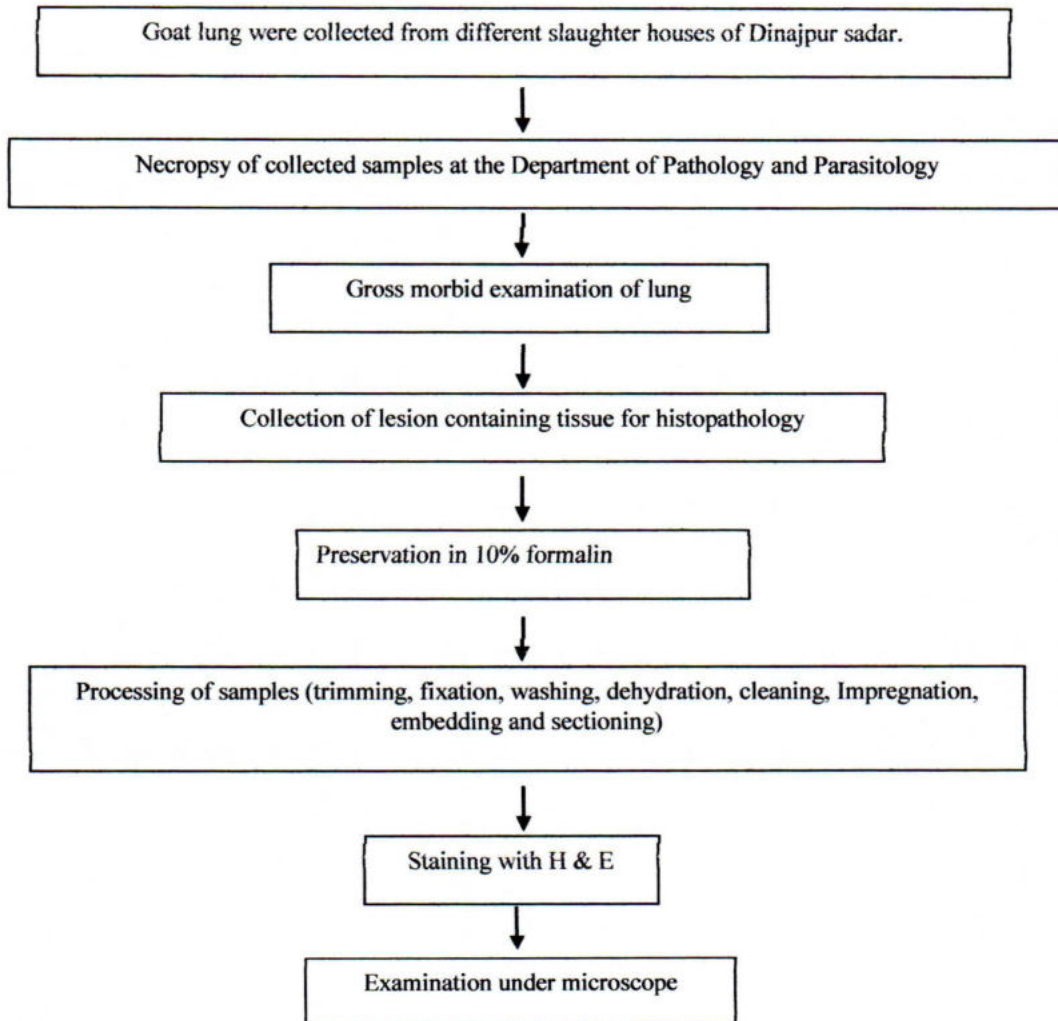 Goat lung were collected from different slaughter houses of Dinajpur sadar.
Necropsy of collected samples at the Department of Pathology and Parasitology
Gross morbid examination of lung
Collection of lesion containing tissue for histopathology
Preservation in 10% formalin
Processing of samples (trimming, fixation, washing, dehydration, cleaning, Impregnation,
embedding and sectioning)
Staining with H & E
Examination under microscope